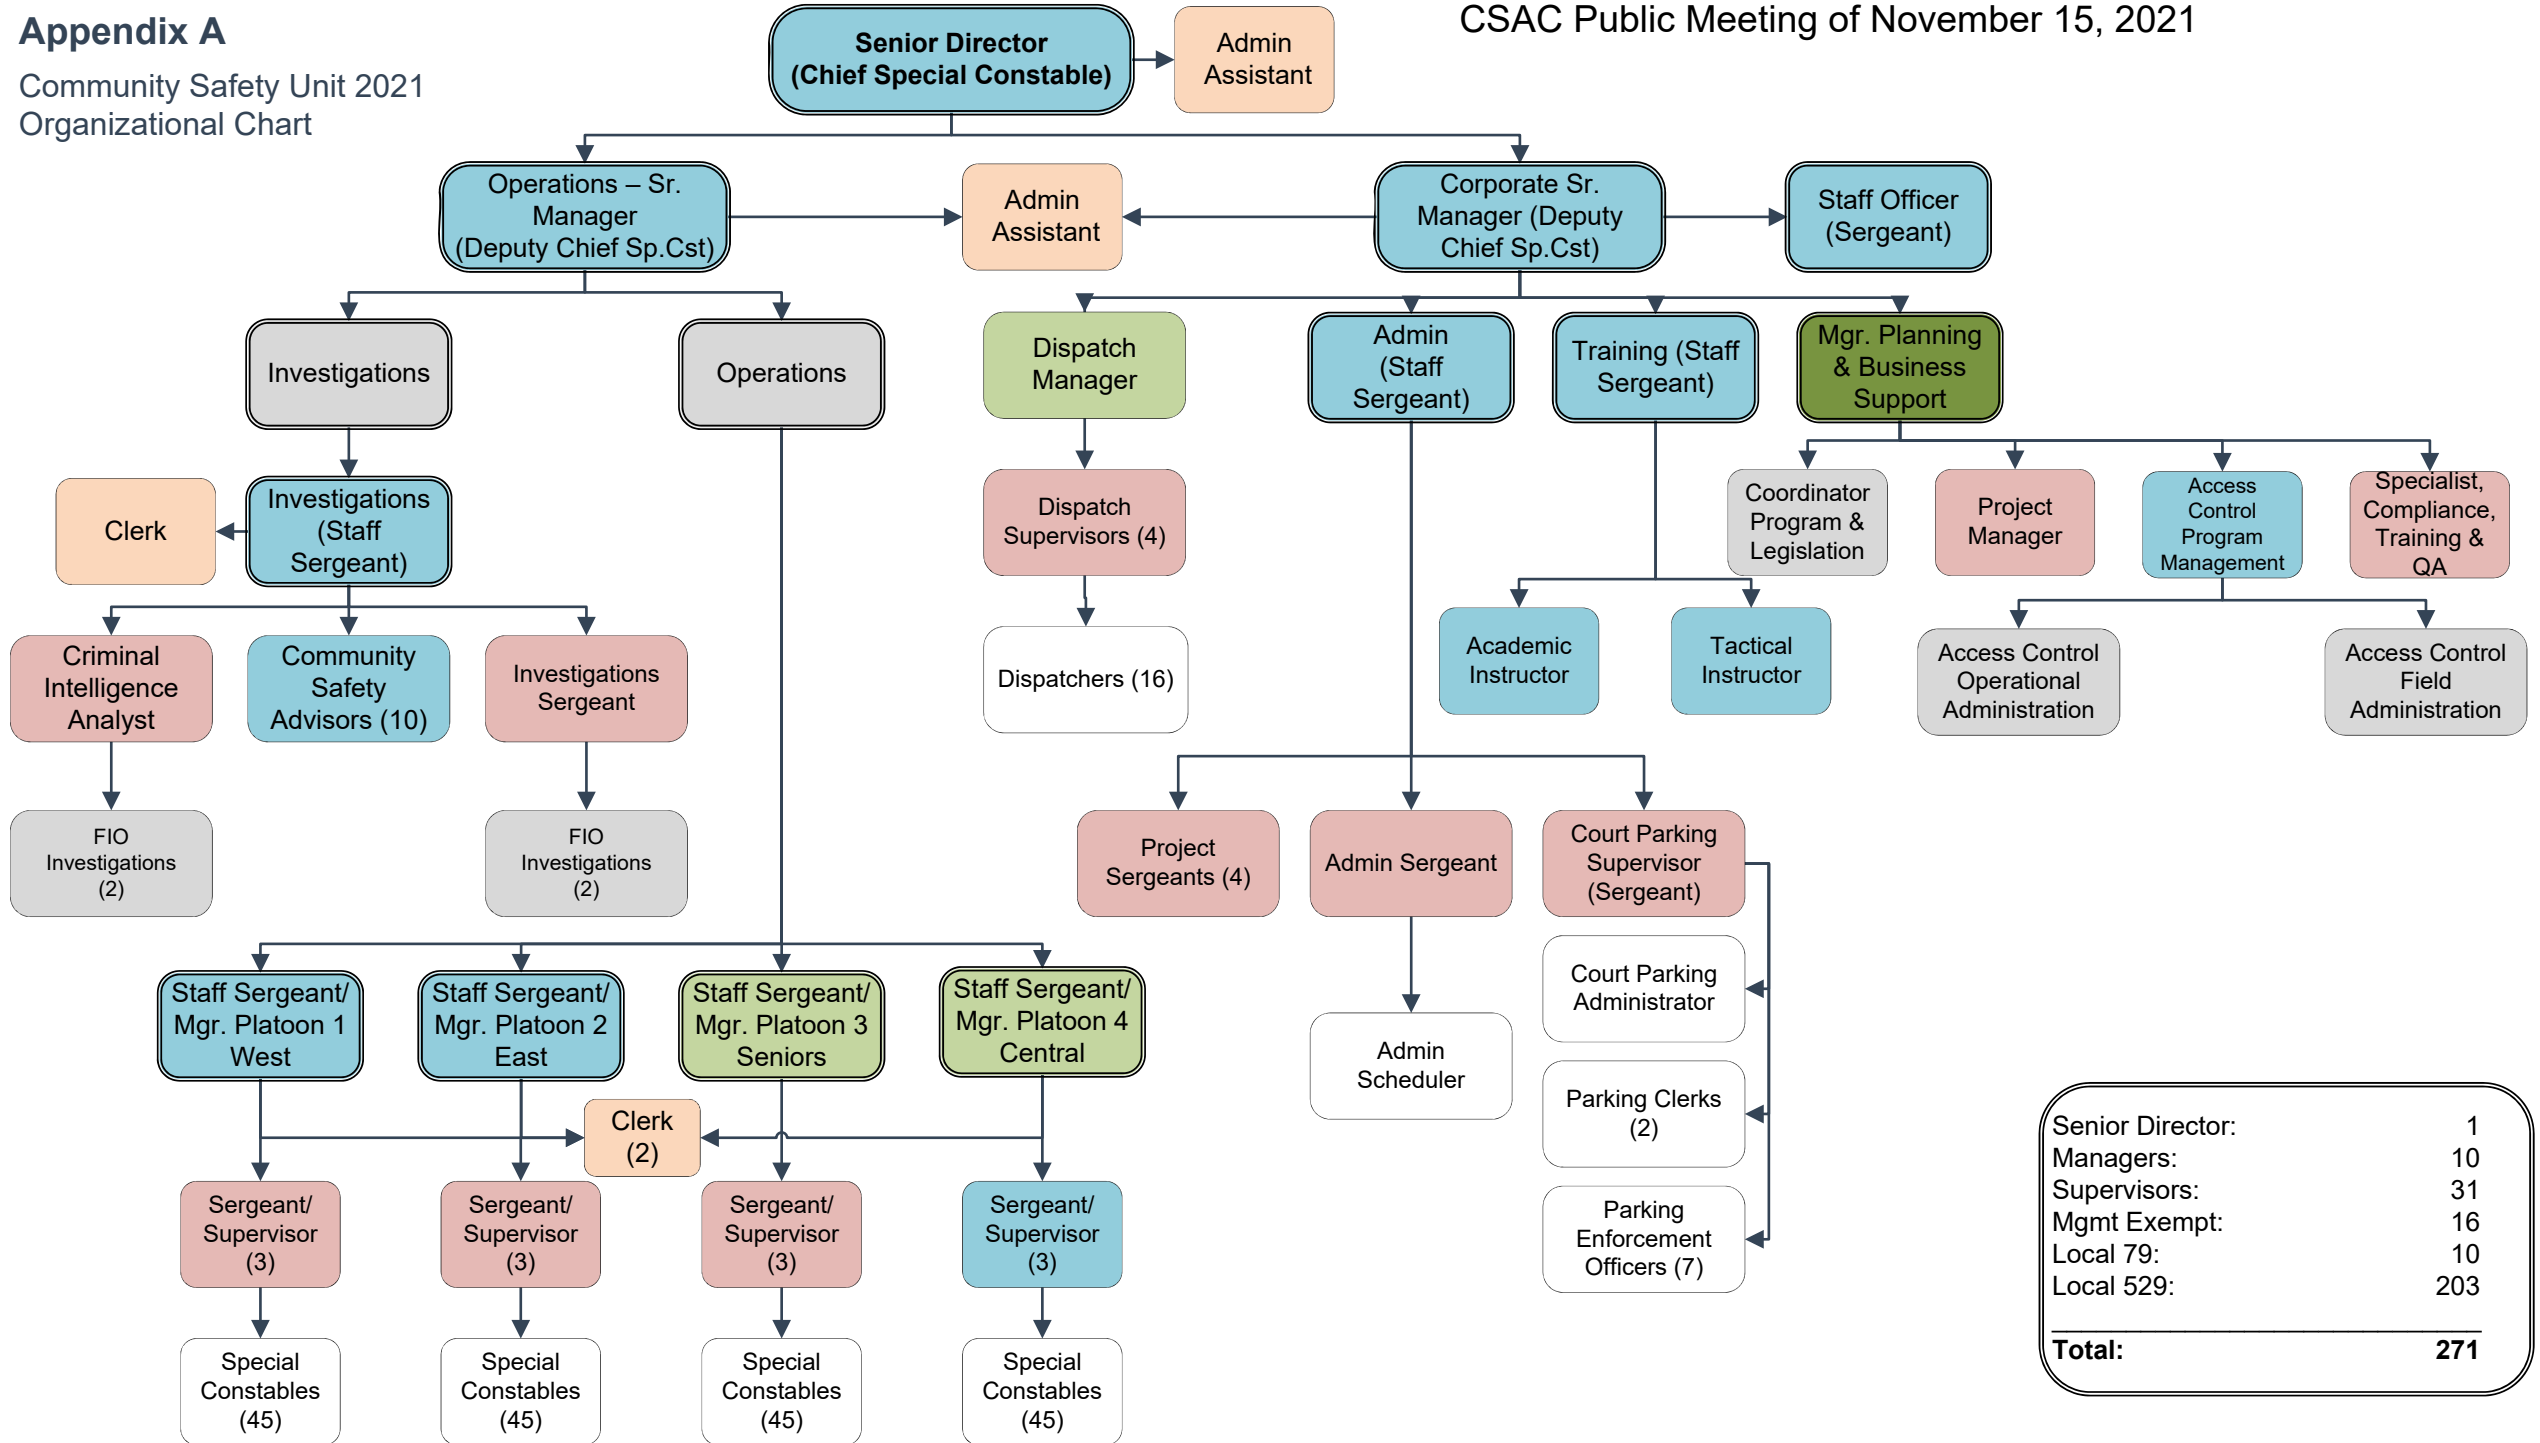 Appendix A
Community Safety Unit 2021
Organizational Chart
CSAC Public Meeting of November 15, 2021
Senior Director
(Chief Special Constable)
Admin
Assistant
Operations – Sr.
Manager
(Deputy Chief Sp.Cst)
Admin
Assistant
Corporate Sr.
Manager (Deputy
Chief Sp.Cst)
Staff Officer
(Sergeant)
Investigations
Operations
Dispatch
Manager
Admin
(Staff
Sergeant)
Training (Staff
Sergeant)
Mgr. Planning
& Business
Support
Clerk
Investigations
(Staff
Sergeant)
Dispatch
Supervisors (4)
Coordinator
Program &
Legislation
Project
Manager
Access
Control
Program
Management
Specialist,
Compliance,
Training &
QA
Criminal
Intelligence
Analyst
Community
Safety
Advisors (10)
Investigations
Sergeant
Dispatchers (16)
Academic
Instructor
Tactical
Instructor
Access Control
Operational
Administration
Access Control
Field
Administration
FIO
Investigations
(2)
FIO
Investigations
(2)
Project
Sergeants (4)
Admin Sergeant
Court Parking
Supervisor
(Sergeant)
Staff Sergeant/
Mgr. Platoon 1
West
Staff Sergeant/
Mgr. Platoon 2
East
Staff Sergeant/
Mgr. Platoon 3
Seniors
Staff Sergeant/
Mgr. Platoon 4
Central
Court Parking
Administrator
Admin
Scheduler
Parking Clerks
(2)
Clerk
(2)
Sergeant/
Supervisor
(3)
Sergeant/
Supervisor
(3)
Sergeant/
Supervisor
(3)
Sergeant/
Supervisor
(3)
Parking
Enforcement
Officers (7)
Special
Constables
(45)
Special
Constables
(45)
Special
Constables
(45)
Special
Constables
(45)
Senior Director: 1
Managers: 10
Supervisors: 31
Mgmt Exempt: 16
Local 79: 10
Local 529: 203
Total: 271